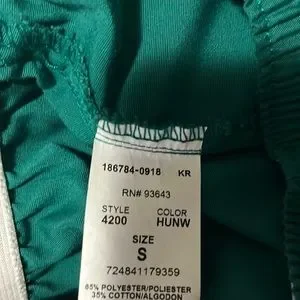 186784-0918 KR
RN# 93643
STYLE COLOR
4200 HUNW
SIZE
S
724841179359
65% POLYESTER/POLIESTER
35% COTTON/ALGODON